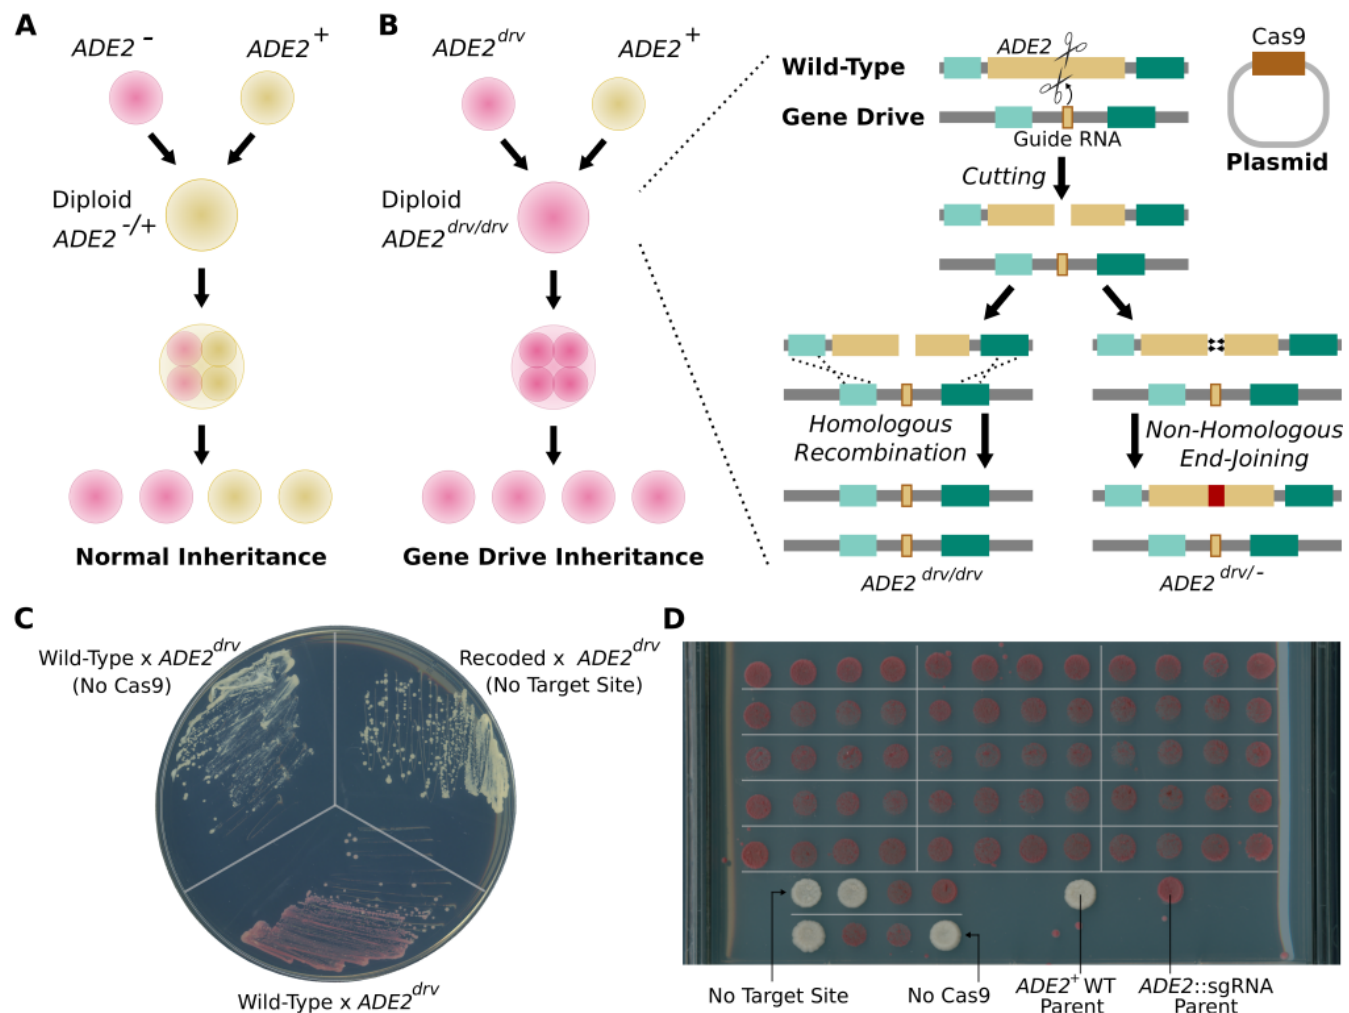 A
ADE2 -
ADE2 +
Diploid
ADE2 -/+
Normal Inheritance
B
ADE2 drv
ADE2 +
Diploid
ADE2 drv/drv
Gene Drive Inheritance
ADE2
Wild-Type
Gene Drive
Guide RNA
Cas9
Plasmid
Cutting
Homologous
Recombination
Non-Homologous
End-Joining
ADE2 drv/drv
ADE2 drv/-
C
Wild-Type x ADE2 drv
(No Cas9)
Recoded x ADE2 drv
(No Target Site)
Wild-Type x ADE2 drv
D
No Target Site
No Cas9
ADE2+ WT
Parent
ADE2::sgRNA
Parent